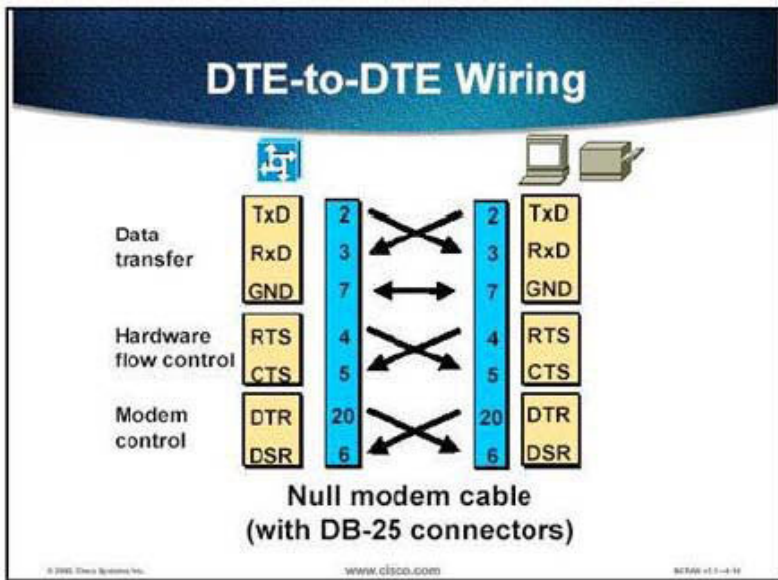 DTE-to-DTE Wiring
Data transfer
TxD 2 2 TxD
RxD 3 3 RxD
GND 7 7 GND
Hardware flow control
RTS 4 4 RTS
CTS 5 5 CTS
Modem control
DTR 20 20 DTR
DSR 6 6 DSR
Null modem cable
(with DB-25 connectors)
www.cisco.com